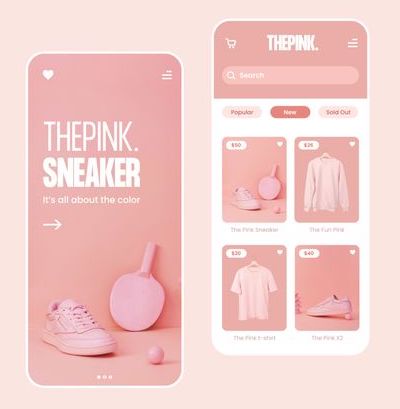 THEPINK.
SNEAKER
It's all about the color
THEPINK.
Search
Popular
New
Sold Out
$50
$25
The Pink Sneaker
The Fun Pink
$20
$40
The Pink t-shirt
The Pink X2